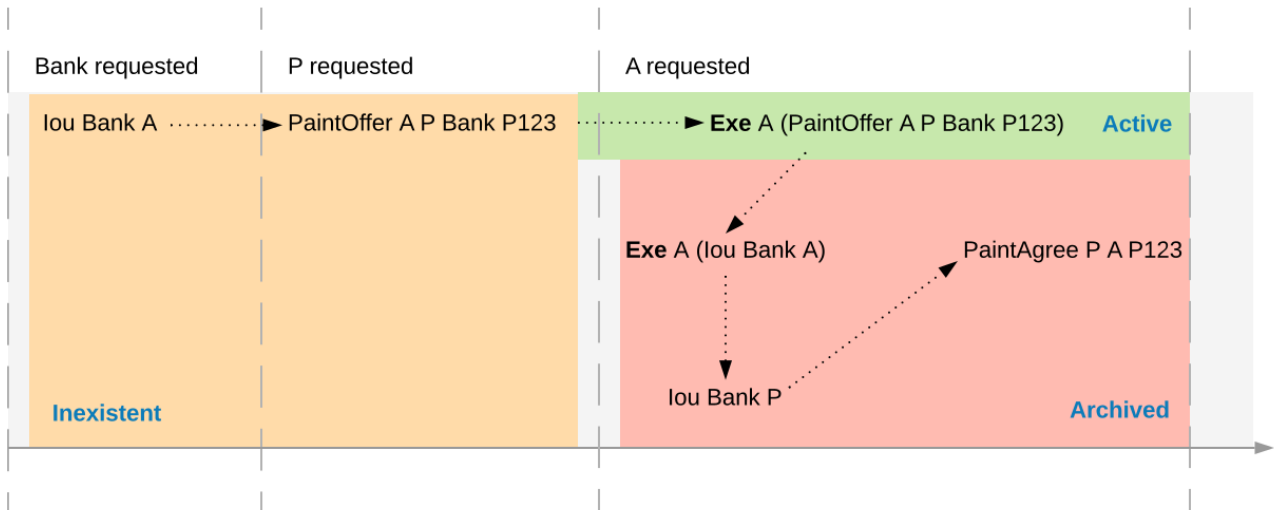 Bank requested
P requested
A requested
Iou Bank A
PaintOffer A P Bank P123
Exe A (PaintOffer A P Bank P123)
Active
Exe A (Iou Bank A)
PaintAgree P A P123
Iou Bank P
Inexistent
Archived